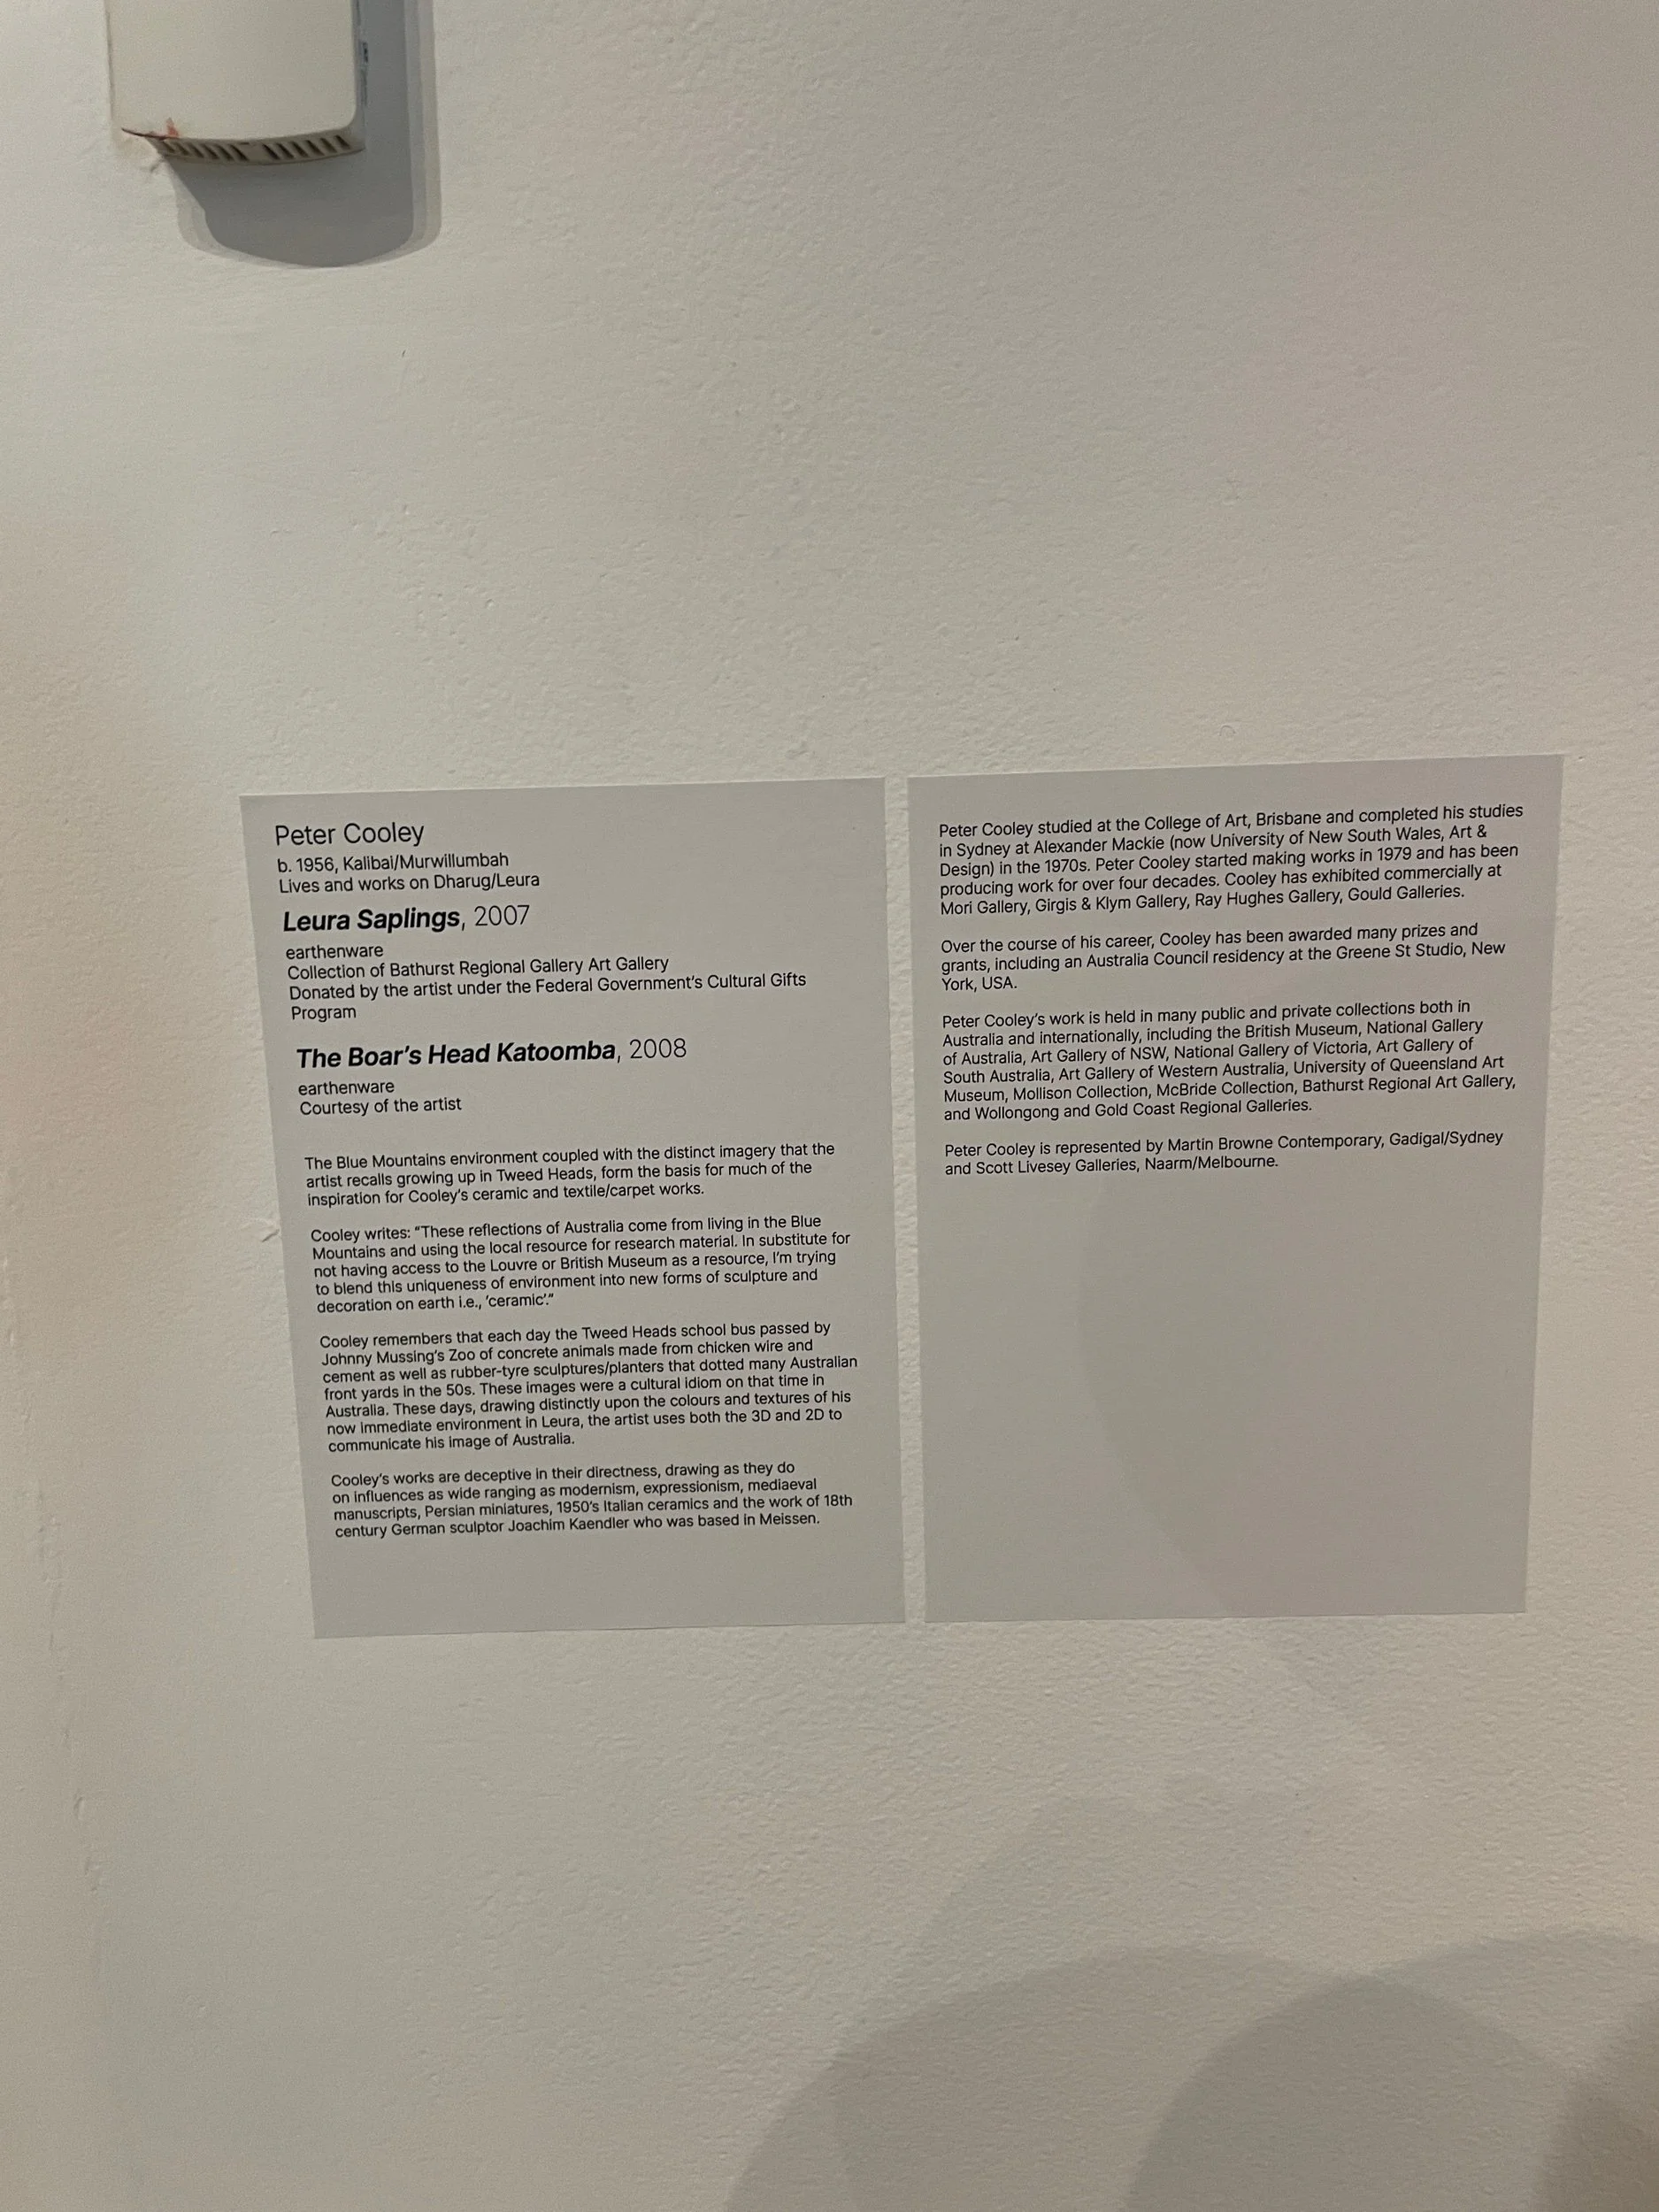 Peter Cooley
b. 1956, Kalibai/Murwillumbah
Lives and works on Dharug/Leura
Leura Saplings, 2007
earthenware
Collection of Bathurst Regional Gallery Art Gallery
Donated by the artist under the Federal Government's Cultural Gifts
Program
The Boar's Head Katoomba, 2008
earthenware
Courtesy of the artist
The Blue Mountains environment coupled with the distinct imagery that the
artist recalls growing up in Tweed Heads, form the basis for much of the
inspiration for Cooley's ceramic and textile/carpet works.
Cooley writes: "These reflections of Australia come from living in the Blue
Mountains and using the local resource for research material. In substitute for
not having access to the Louvre or British Museum as a resource, I'm trying
to blend this uniqueness of environment into new forms of sculpture and
decoration on earth i.e., 'ceramic'."
Cooley remembers that each day the Tweed Heads school bus passed by
Johnny Mussing's Zoo of concrete animals made from chicken wire and
cement as well as rubber-tyre sculptures/planters that dotted many Australian
front yards in the 50s. These images were a cultural idiom on that time in
Australia. These days, drawing distinctly upon the colours and textures of his
now immediate environment in Leura, the artist uses both the 3D and 2D to
communicate his image of Australia.
Cooley's works are deceptive in their directness, drawing as they do
on influences as wide ranging as modernism, expressionism, mediaeval
manuscripts, Persian miniatures, 1950's Italian ceramics and the work of 18th
century German sculptor Joachim Kaendler who was based in Meissen.
Peter Cooley studied at the College of Art, Brisbane and completed his studies
in Sydney at Alexander Mackie (now University of New South Wales, Art &
Design) in the 1970s. Peter Cooley started making works in 1979 and has been
producing work for over four decades. Cooley has exhibited commercially at
Mori Gallery, Girgis & Klym Gallery, Ray Hughes Gallery, Gould Galleries.
Over the course of his career, Cooley has been awarded many prizes and
grants, including an Australia Council residency at the Greene St Studio, New
York, USA.
Peter Cooley's work is held in many public and private collections both in
Australia and internationally, including the British Museum, National Gallery
of Australia, Art Gallery of NSW, National Gallery of Victoria, Art Gallery of
South Australia, Art Gallery of Western Australia, University of Queensland Art
Museum, Mollison Collection, McBride Collection, Bathurst Regional Art Gallery,
and Wollongong and Gold Coast Regional Galleries.
Peter Cooley is represented by Martin Browne Contemporary, Gadigal/Sydney
and Scott Livesey Galleries, Naarm/Melbourne.